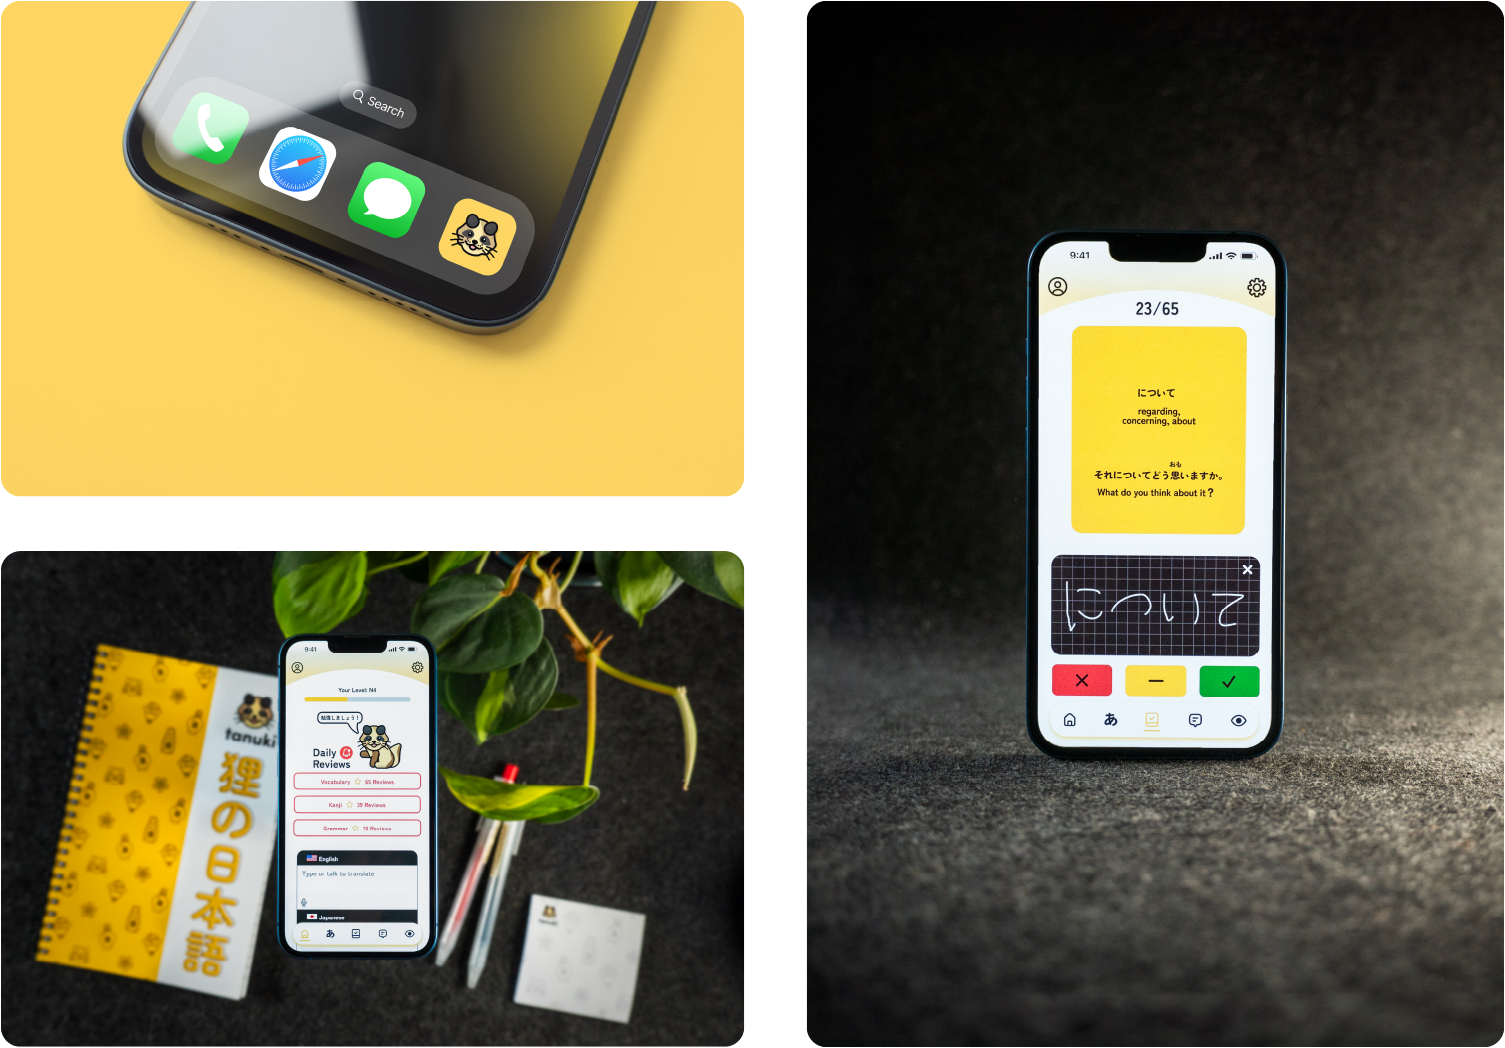 Search
tanuki
狸の日本語
9:41
Your Level: N4
勉強しましょう！
Daily
Reviews
Vocabulary ☆ 65 Reviews
Kanji ☆ 39 Reviews
Grammar ☆ 10 Reviews
English
Type or talk to translate
Japanese
あ
tanuki
9:41
23/65
について
regarding,
concerning, about
おも
それについてどう思いますか。
What do you think about it？
について
あ